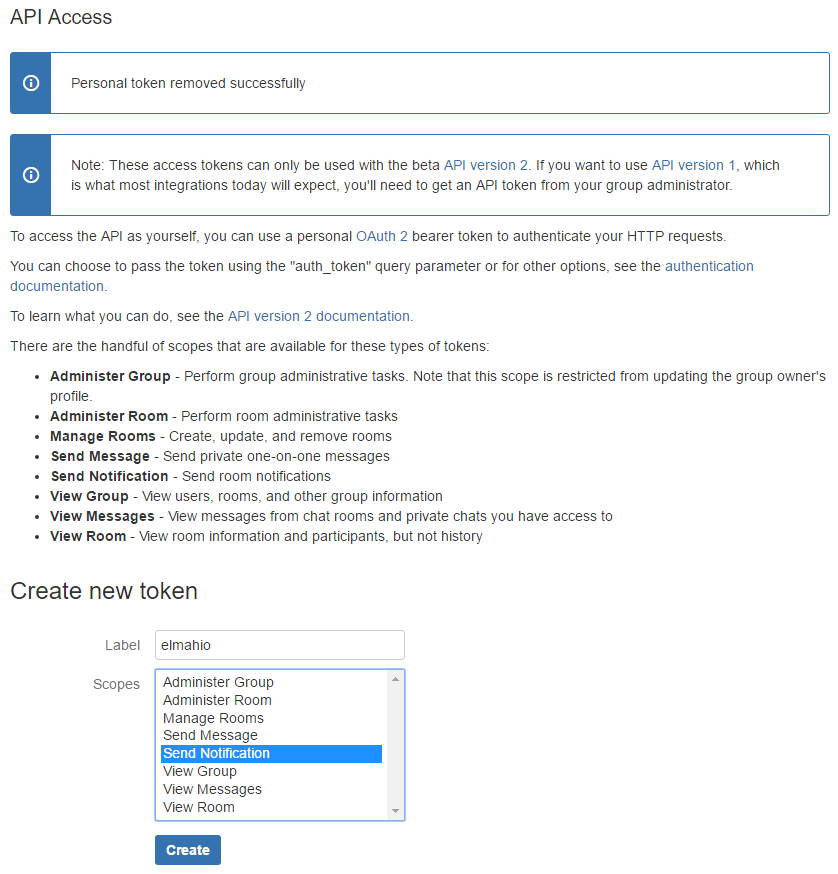 API Access
Personal token removed successfully
Note: These access tokens can only be used with the beta API version 2. If you want to use API version 1, which
is what most integrations today will expect, you'll need to get an API token from your group administrator.
To access the API as yourself, you can use a personal OAuth 2 bearer token to authenticate your HTTP requests.
You can choose to pass the token using the "auth_token" query parameter or for other options, see the authentication
documentation.
To learn what you can do, see the API version 2 documentation.
There are the handful of scopes that are available for these types of tokens:
• Administer Group - Perform group administrative tasks. Note that this scope is restricted from updating the group owner's
profile.
• Administer Room - Perform room administrative tasks
• Manage Rooms - Create, update, and remove rooms
• Send Message - Send private one-on-one messages
• Send Notification - Send room notifications
• View Group - View users, rooms, and other group information
• View Messages - View messages from chat rooms and private chats you have access to
• View Room - View room information and participants, but not history
Create new token
Label elmahio
Scopes
Administer Group
Administer Room
Manage Rooms
Send Message
Send Notification
View Group
View Messages
View Room
Create